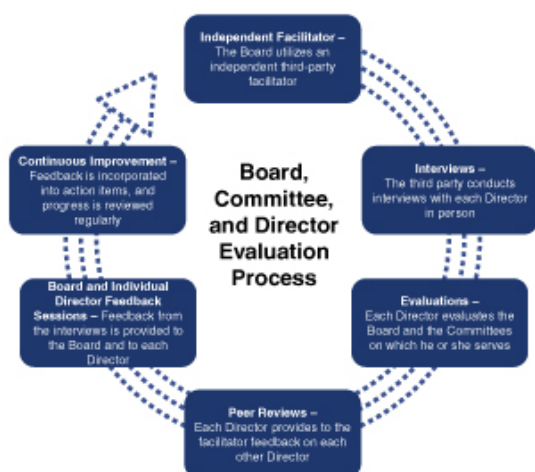 Independent Facilitator –
The Board utilizes an
independent third-party
facilitator
Interviews –
The third party conducts
interviews with each Director
in person
Evaluations –
Each Director evaluates the
Board and the Committees
on which he or she serves
Peer Reviews –
Each Director provides to the
facilitator feedback on each
other Director
Board and Individual
Director Feedback
Sessions – Feedback from
the interviews is provided to
the Board and to each
Director
Continuous Improvement –
Feedback is incorporated
into action items, and
progress is reviewed
regularly
Board,
Committee,
and Director
Evaluation
Process